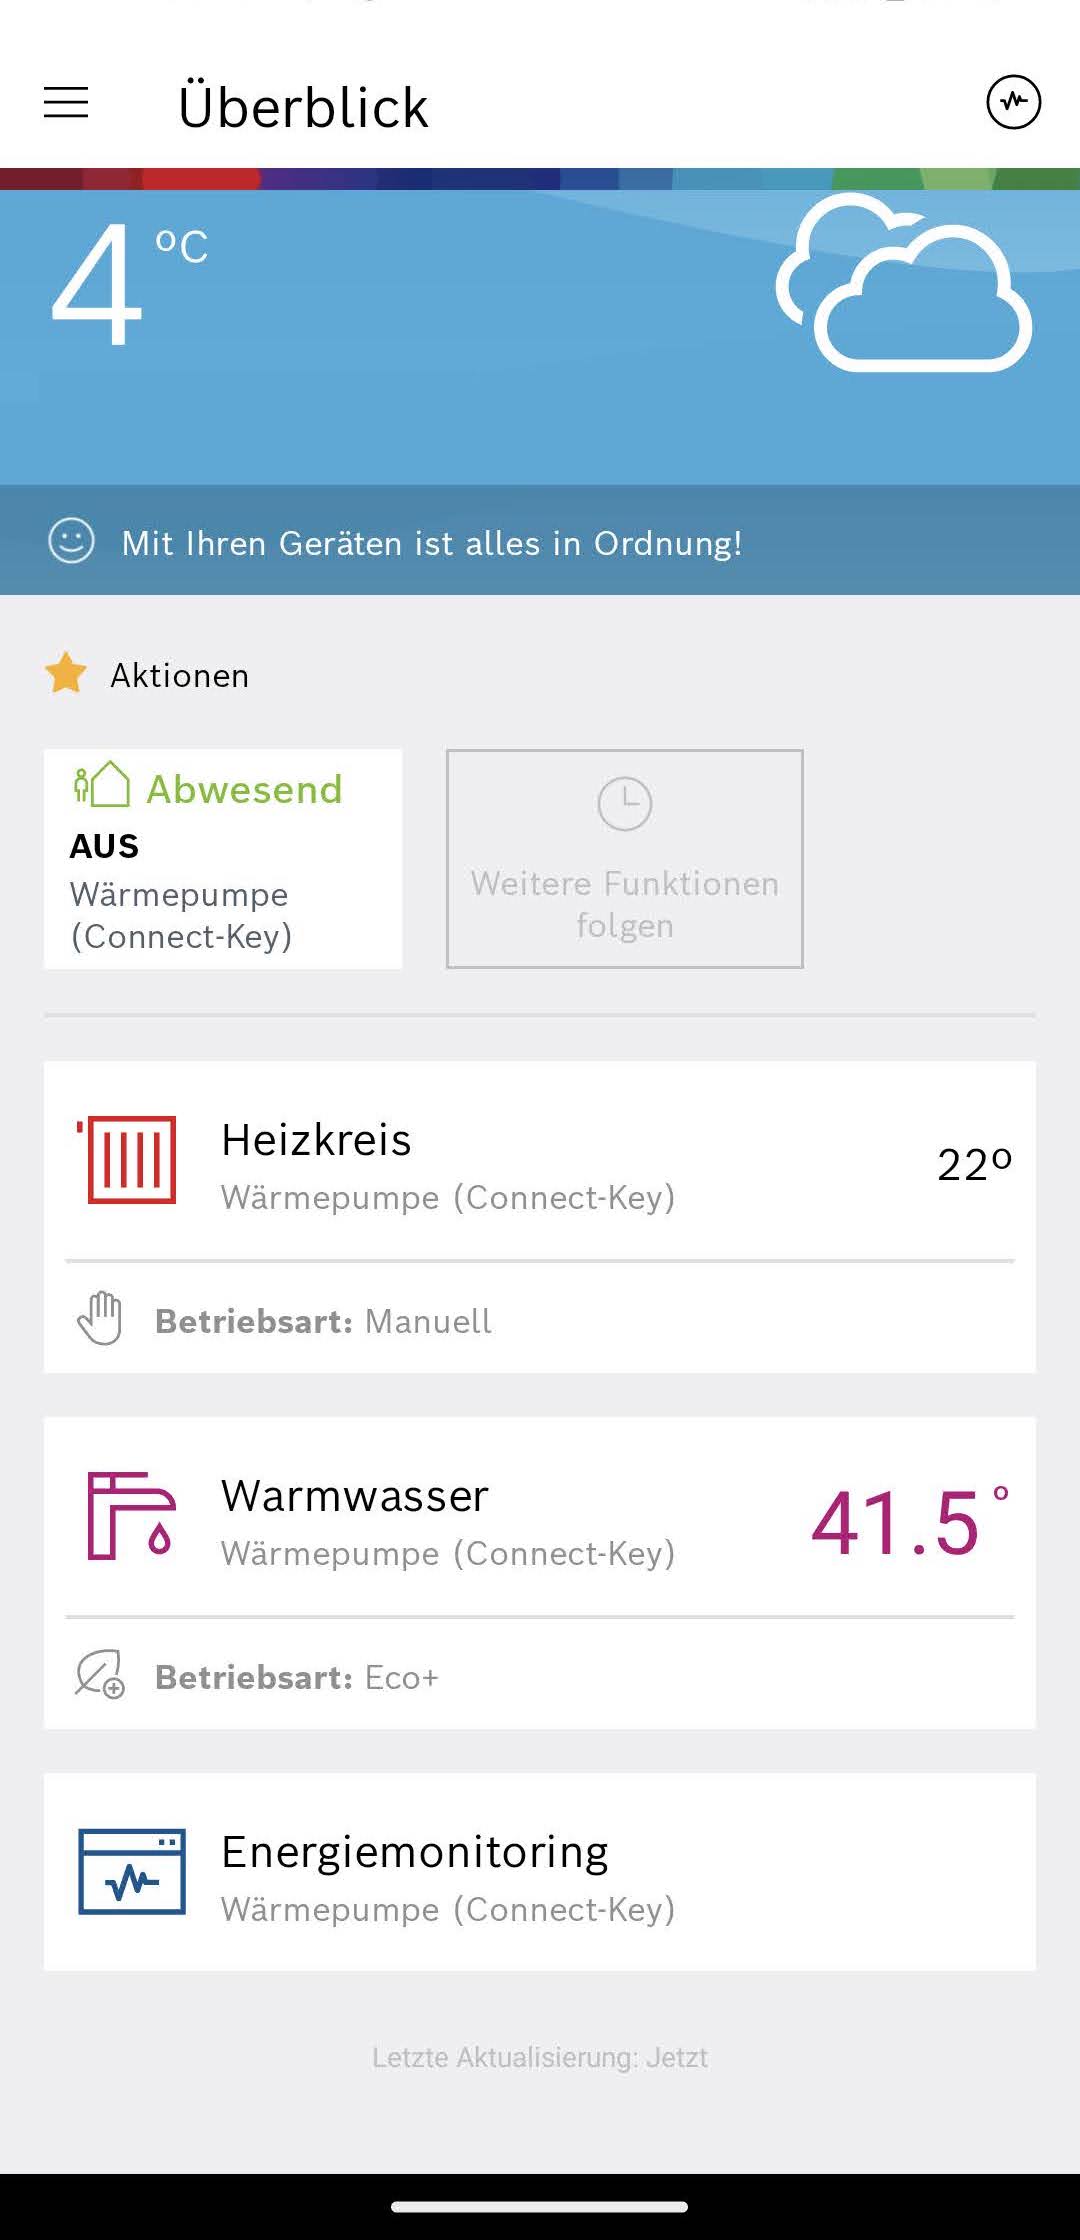 Überblick
4 °C
Mit Ihren Geräten ist alles in Ordnung!
Aktionen
Abwesend
AUS
Wärmepumpe
(Connect-Key)
Weitere Funktionen
folgen
Heizkreis
22°
Wärmepumpe (Connect-Key)
Betriebsart: Manuell
Warmwasser
41.5°
Wärmepumpe (Connect-Key)
Betriebsart: Eco+
Energiemonitoring
Wärmepumpe (Connect-Key)
Letzte Aktualisierung: Jetzt